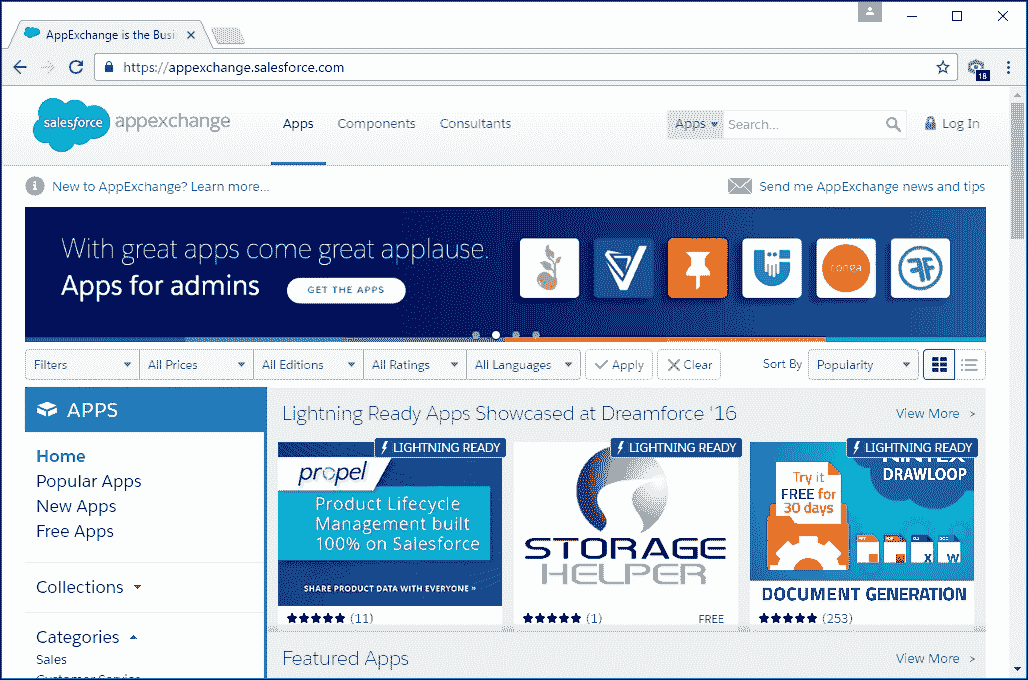 AppExchange is the Busi
https://appexchange.salesforce.com
18
salesforce appexchange
Apps
Components
Consultants
Apps
Search...
Log In
New to AppExchange? Learn more...
Send me AppExchange news and tips
With great apps come great applause.
Apps for admins
GET THE APPS
conga
Filters
All Prices
All Editions
All Ratings
All Languages
Apply
Clear
Sort By
Popularity
APPS
Home
Popular Apps
New Apps
Free Apps
Collections
Categories
Sales
Customer Service
Lightning Ready Apps Showcased at Dreamforce '16
View More >
LIGHTNING READY
propel
Product Lifecycle
Management built
100% on Salesforce
SHARE PRODUCT DATA WITH EVERYONE »
(11)
LIGHTNING READY
STORAGE
HELPER
(1)
FREE
LIGHTNING READY
NINTEX
DRAWLOOP
Try it
FREE for
30 days
X
W
DOCUMENT GENERATION
(253)
Featured Apps
View More >